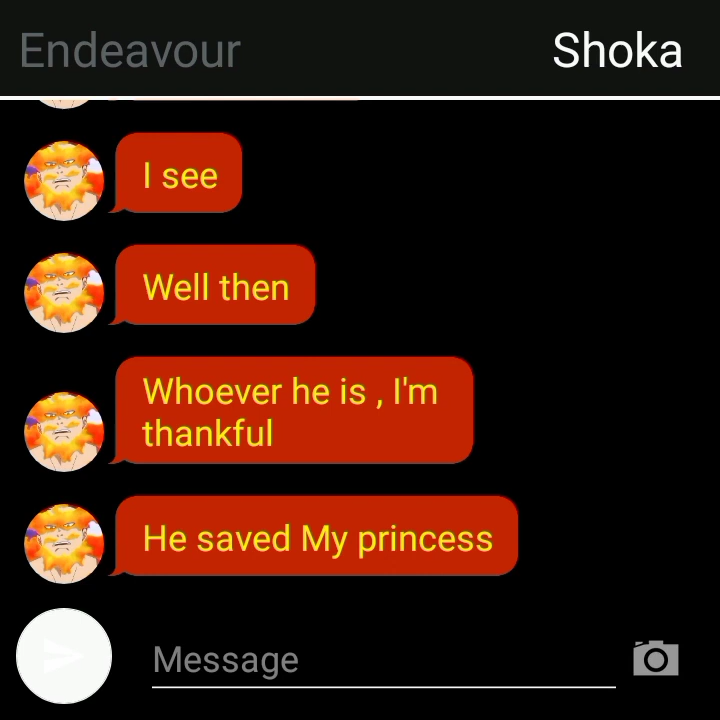 Endeavour Shoka
I see
Well then
Whoever he is , I'm
thankful
He saved My princess
Message